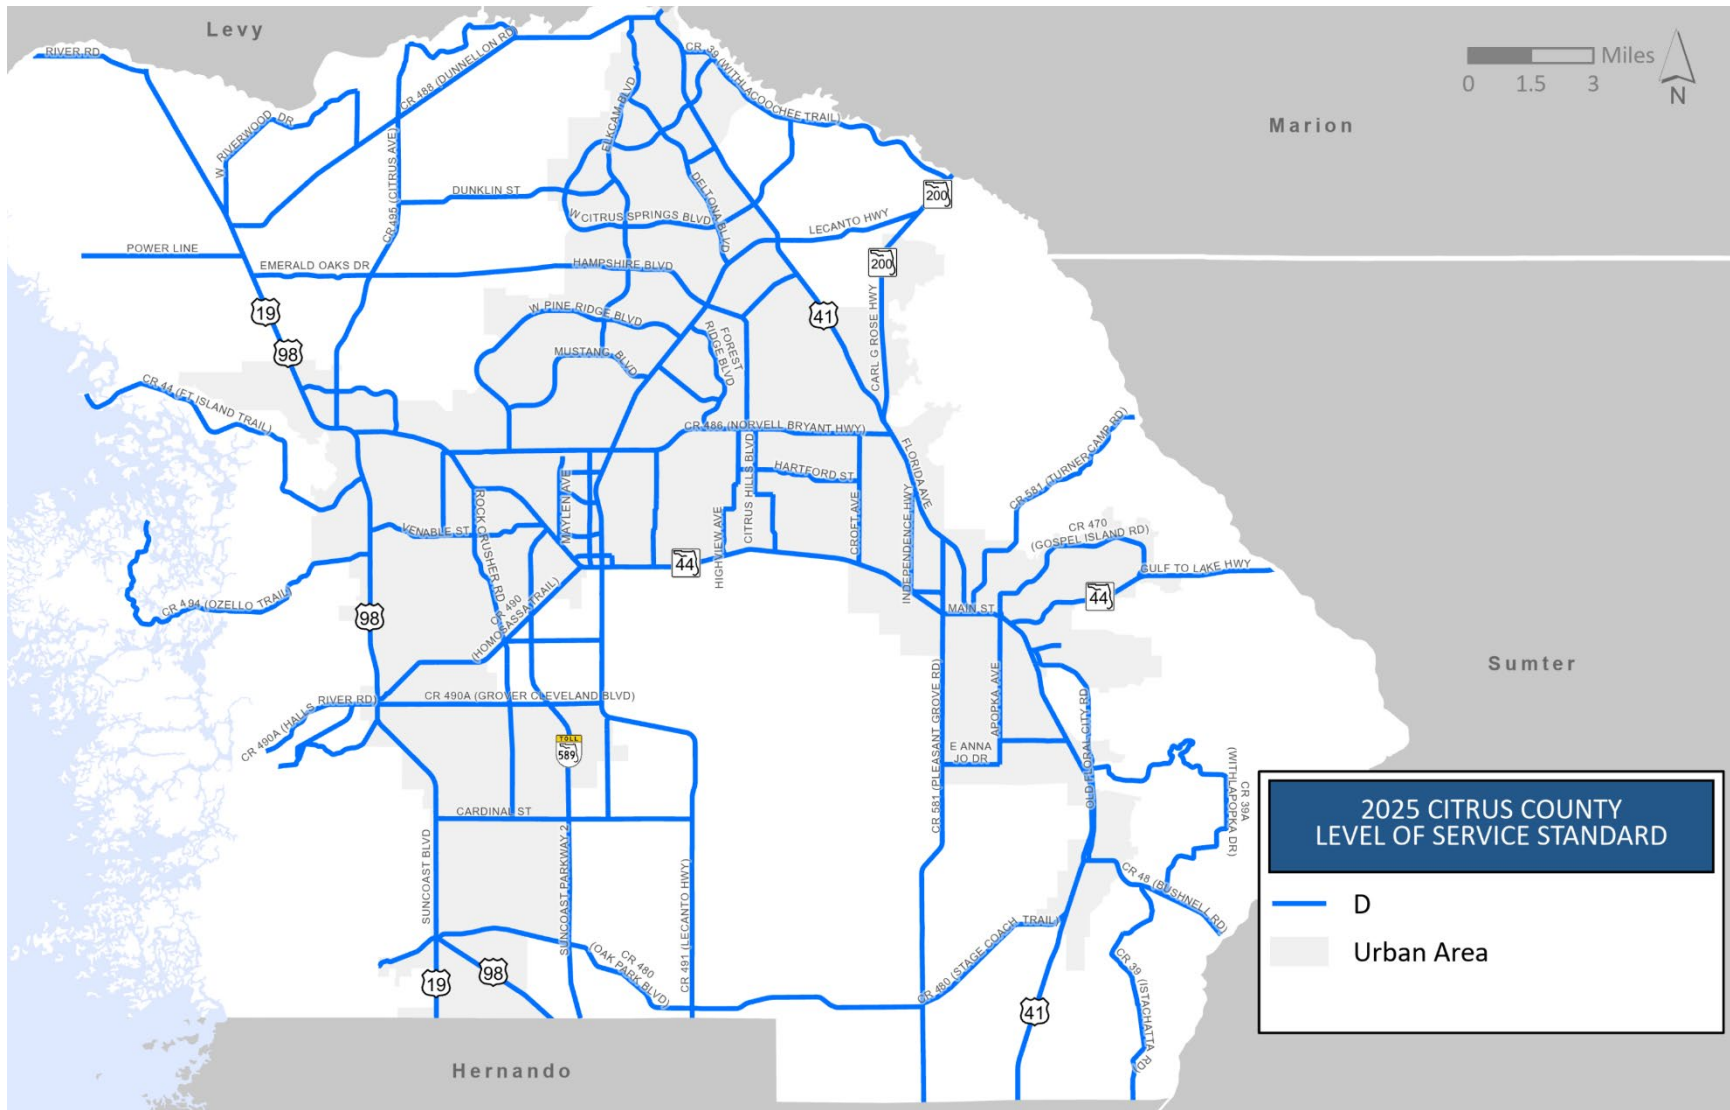 Levy
RIVER RD
CR 488 (DUNNELLON RD)
CR 39 (WITHLACOOCHEE TRAIL)
Miles
0 1.5 3
N
Marion
W RIVERWOOD DR
CR 495 (CITRUS AVE)
ELKCAM BLVD
DUNKLIN ST
DELTONA BLVD
200
W CITRUS SPRINGS BLVD
LECANTO HWY
POWER LINE
EMERALD OAKS DR
HAMPSHIRE BLVD
200
19
98
W PINE RIDGE BLVD
41
FOREST
RIDGE BLVD
MUSTANG BLVD
CARL G ROSE HWY
CR 44 (FT ISLAND TRAIL)
CR 486 (NORVELL BRYANT HWY)
FLORIDA AVE
CR 581 (TURNER CAMP RD)
HARTFORD ST
CITRUS HILLS BLVD
MAYLEN AVE
ROCK CRUSHER RD
VENABLE ST
HIGHVIEW AVE
CROFT AVE
INDEPENDENCE HWY
CR 470
(GOSPEL ISLAND RD)
GULF TO LAKE HWY
44
44
CR 494 (OZELLO TRAIL)
98
CR 490
(HOMOSASSA TRAIL)
MAIN ST
Sumter
CR 490A (HALLS RIVER RD)
CR 490A (GROVER CLEVELAND BLVD)
APOPKA AVE
OLD FLORAL CITY RD
TOLL
589
E ANNA
JO DR
CR 581 (PLEASANT GROVE RD)
CR 39A
(WITHLAPOPKA DR)
CARDINAL ST
SUNCOAST BLVD
SUNCOAST PARKWAY 2
CR 491 (LECANTO HWY)
CR 48 (BUSHNELL RD)
CR 480
(OAK PARK BLVD)
CR 480 (STAGE COACH TRAIL)
CR 39 (ISTACHATTA RD)
19
98
41
Hernando
2025 CITRUS COUNTY
LEVEL OF SERVICE STANDARD
D
Urban Area